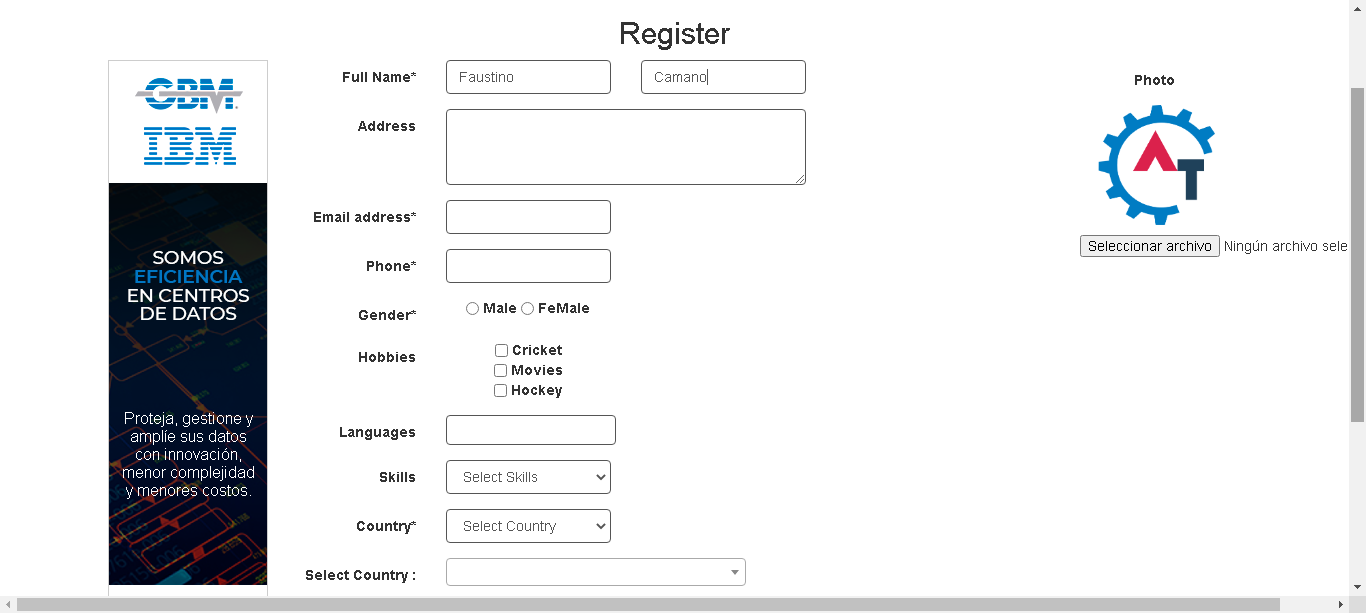 Register
GBM
IBM
SOMOS
EFICIENCIA
EN CENTROS
DE DATOS
Proteja, gestione y
amplíe sus datos
con innovación,
menor complejidad
y menores costos.
Full Name* Faustino Camano
Address
Email address*
Phone*
Gender* Male FeMale
Hobbies Cricket
Movies
Hockey
Languages
Skills Select Skills
Country* Select Country
Select Country :
Photo
AT
Seleccionar archivo Ningún archivo sele